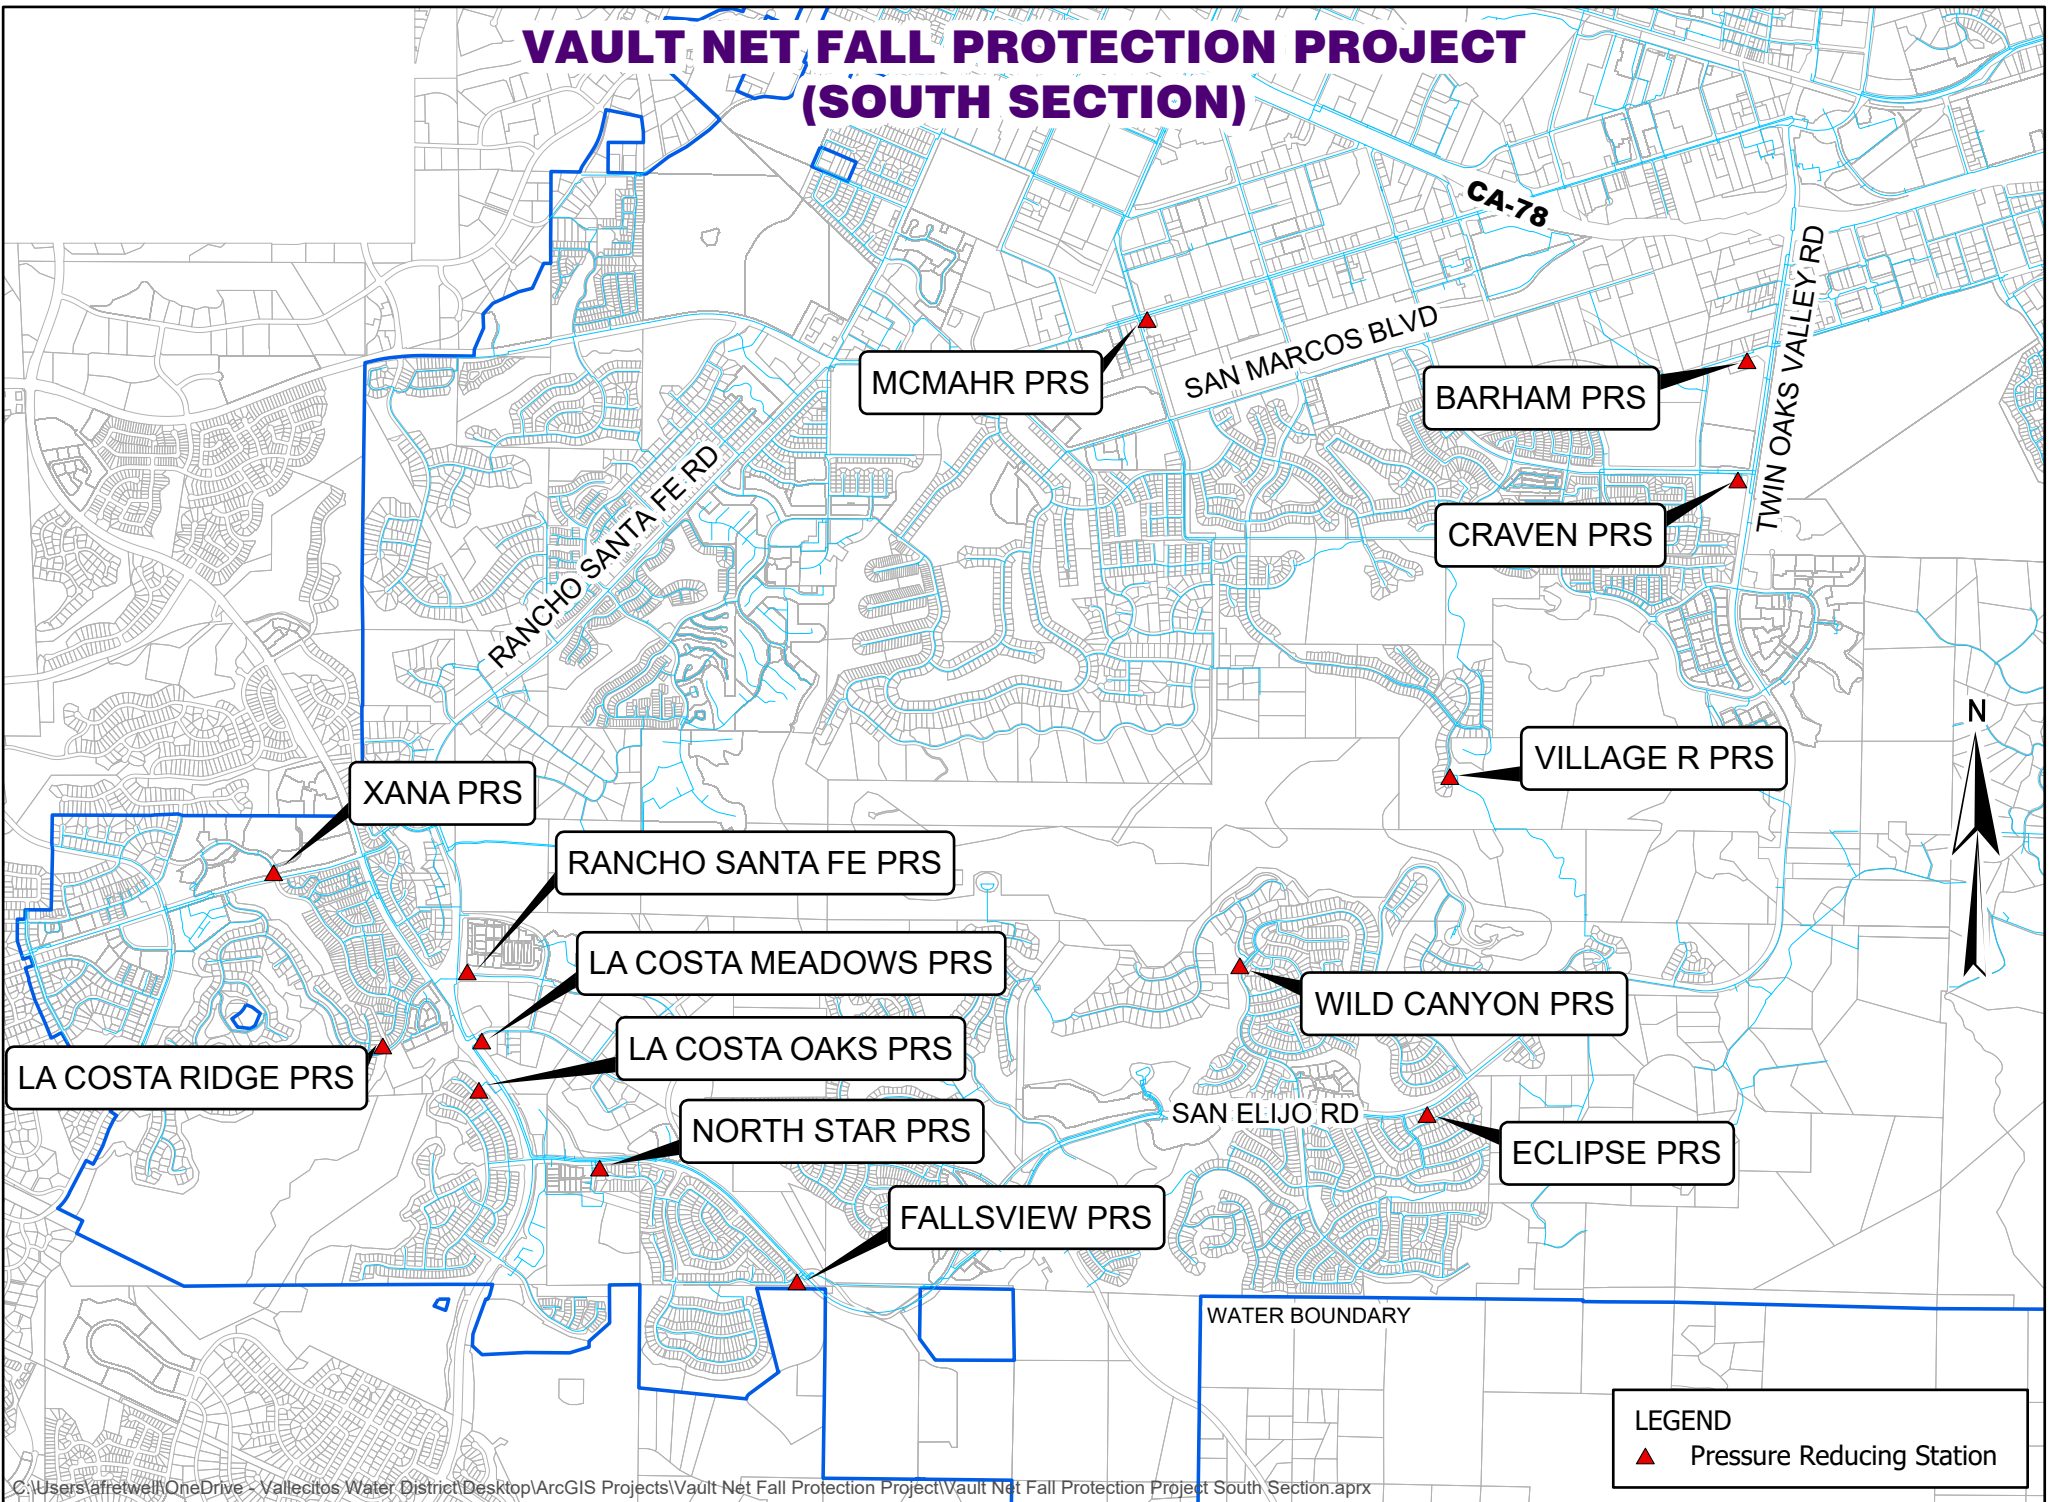 VAULT NET FALL PROTECTION PROJECT
(SOUTH SECTION)
CA-78
TWIN OAKS VALLEY RD
SAN MARCOS BLVD
MCMAHR PRS
BARHAM PRS
RANCHO SANTA FE RD
CRAVEN PRS
N
VILLAGE R PRS
XANA PRS
RANCHO SANTA FE PRS
LA COSTA MEADOWS PRS
WILD CANYON PRS
LA COSTA OAKS PRS
LA COSTA RIDGE PRS
SAN ELIJO RD
NORTH STAR PRS
ECLIPSE PRS
FALLSVIEW PRS
WATER BOUNDARY
LEGEND
Pressure Reducing Station
C:\Users\afretwell\OneDrive - Vallecitos Water District\Desktop\ArcGIS Projects\Vault Net Fall Protection Project\Vault Net Fall Protection Project South Section.aprx